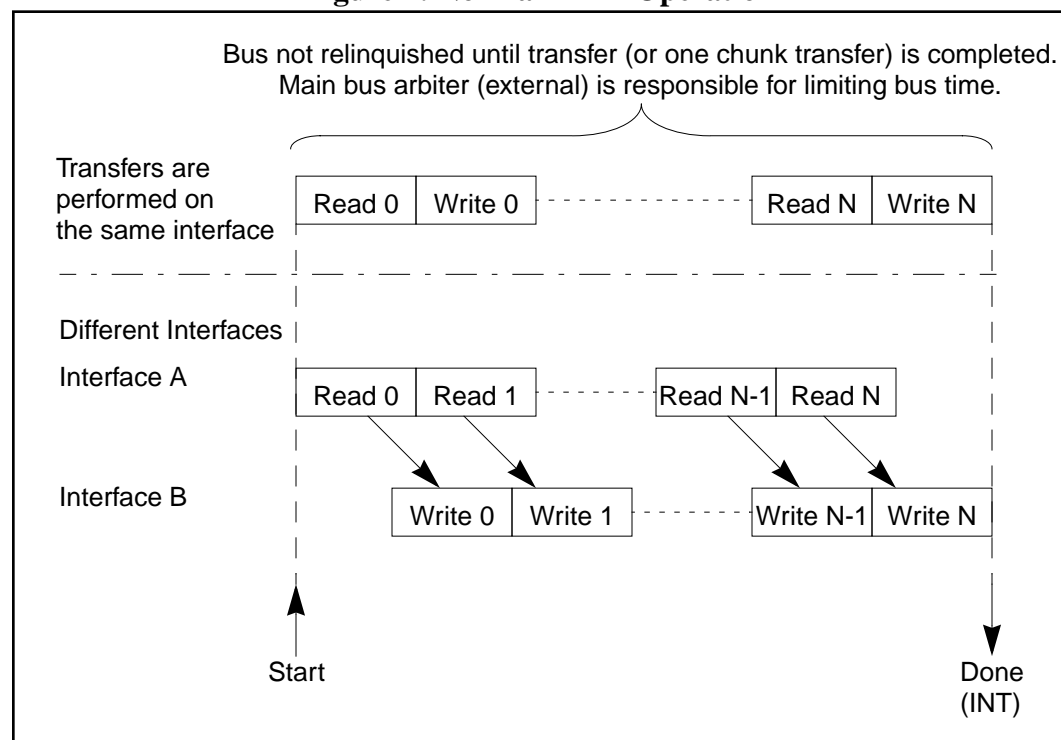 Bus not relinquished until transfer (or one chunk transfer) is completed.
Main bus arbiter (external) is responsible for limiting bus time.
Transfers are
performed on
the same interface
Read 0 Write 0 Read N Write N
Different Interfaces
Interface A
Read 0 Read 1 Read N-1 Read N
Interface B
Write 0 Write 1 Write N-1 Write N
Start
Done
(INT)